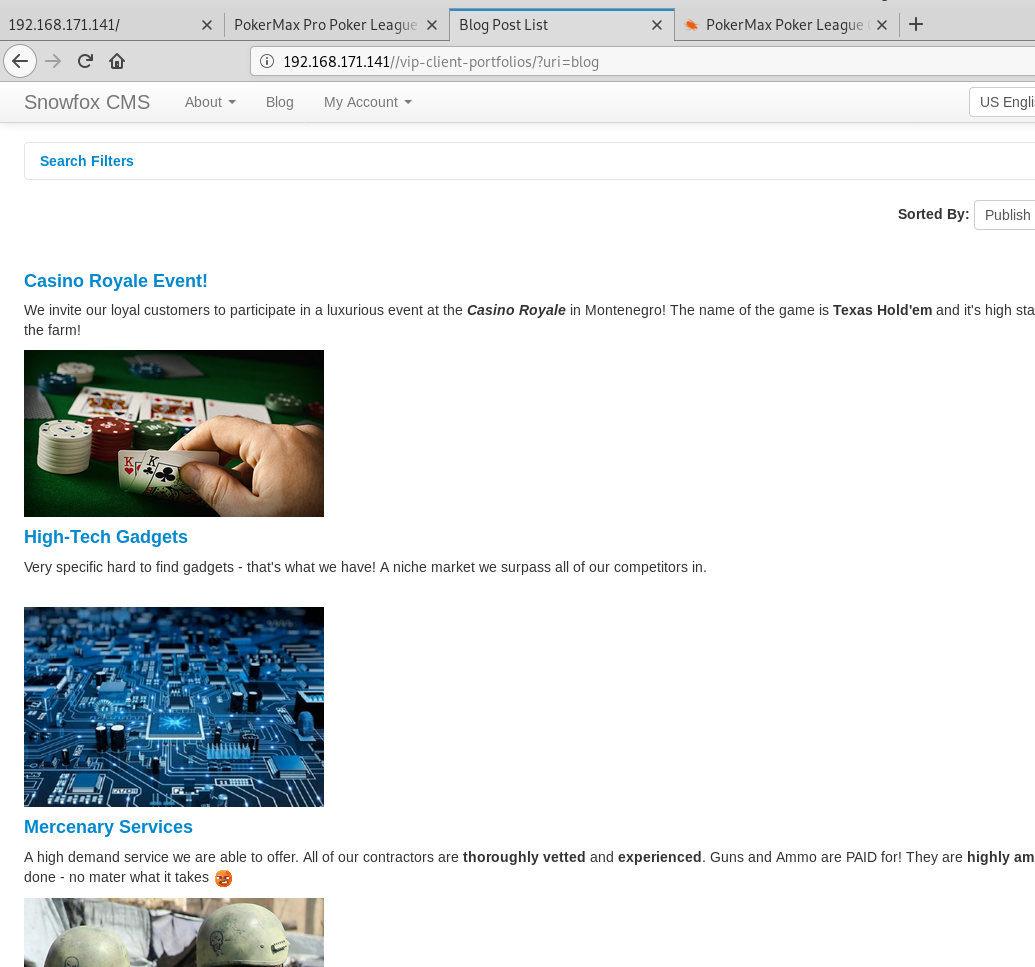 192.168.171.141/
PokerMax Pro Poker League
Blog Post List
PokerMax Poker League
192.168.171.141//vip-client-portfolios/?uri=blog
Snowfox CMS About Blog My Account US Engli
Search Filters
Sorted By: Publish
Casino Royale Event!
We invite our loyal customers to participate in a luxurious event at the Casino Royale in Montenegro! The name of the game is Texas Hold'em and it's high sta
the farm!
K K
High-Tech Gadgets
Very specific hard to find gadgets - that's what we have! A niche market we surpass all of our competitors in.
Mercenary Services
A high demand service we are able to offer. All of our contractors are thoroughly vetted and experienced. Guns and Ammo are PAID for! They are highly am
done - no mater what it takes